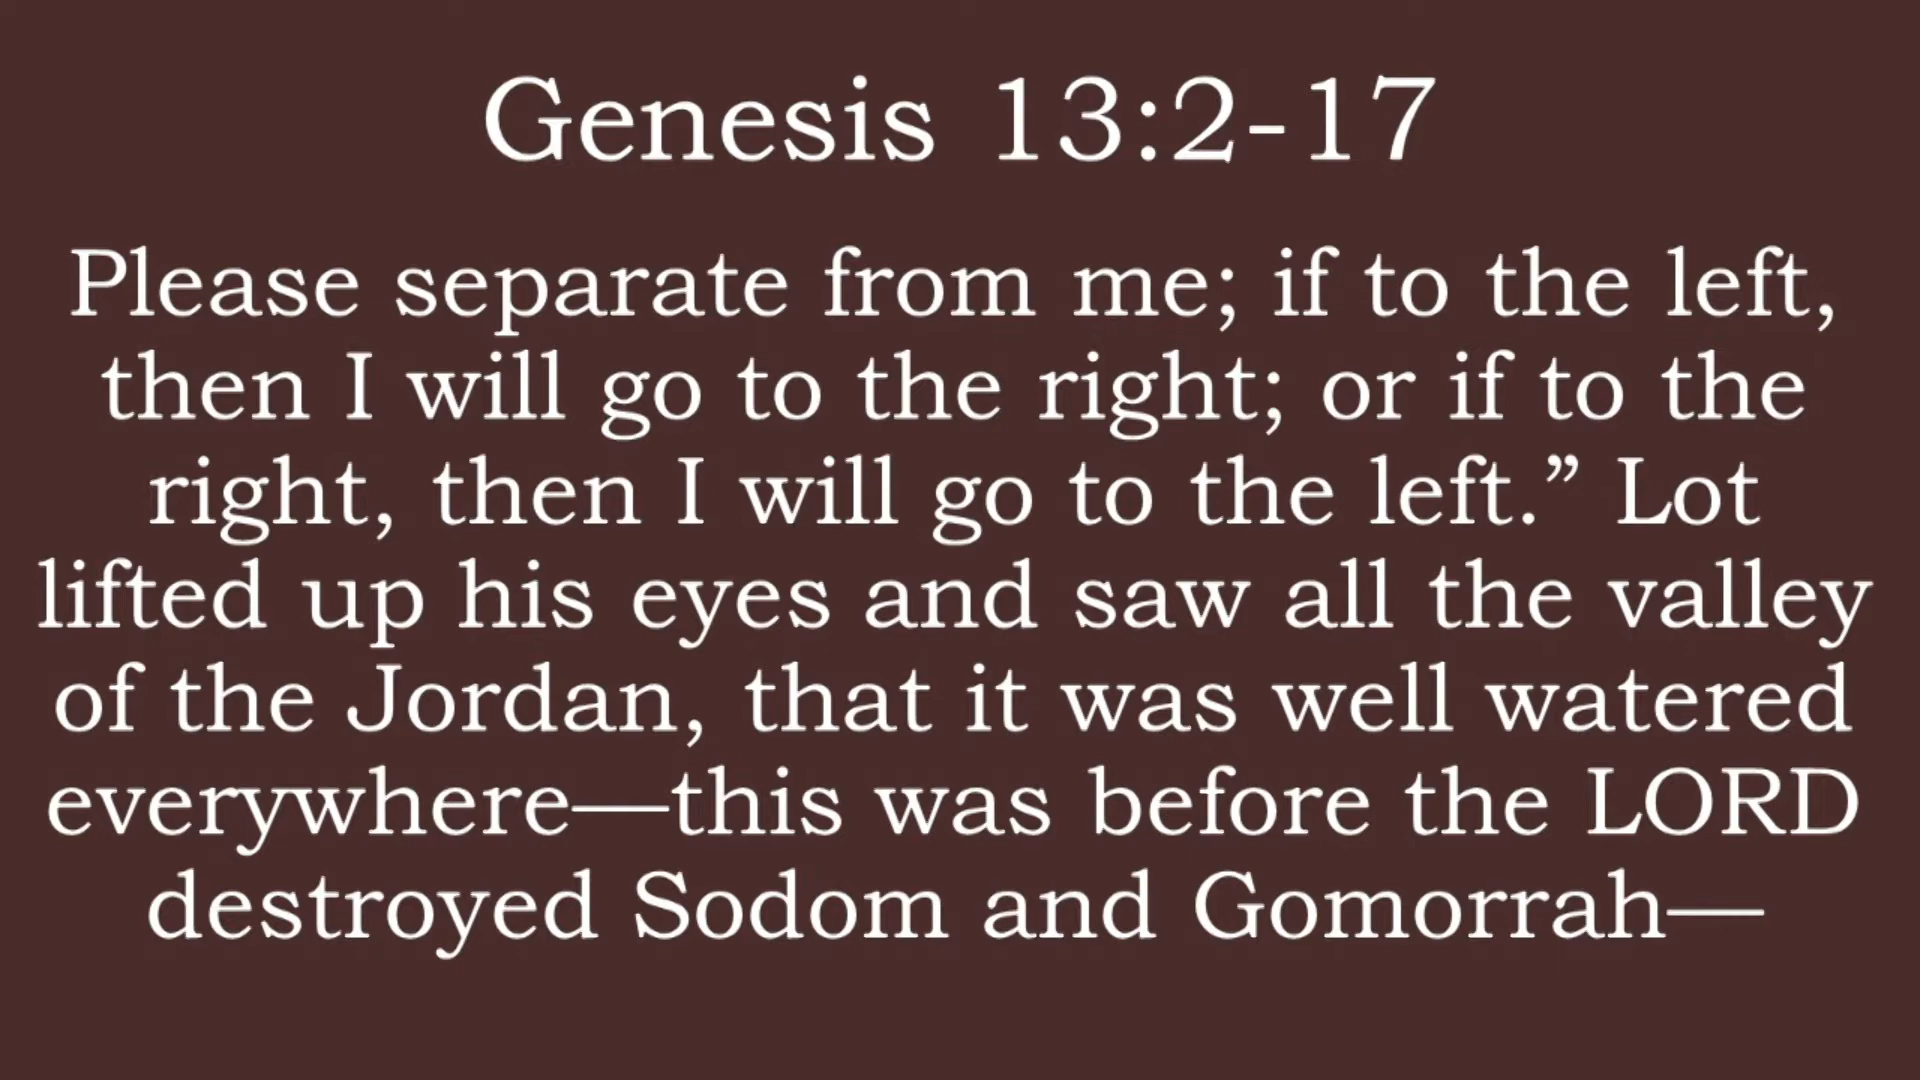 Genesis 13:2-17
Please separate from me; if to the left,
then I will go to the right; or if to the
right, then I will go to the left.” Lot
lifted up his eyes and saw all the valley
of the Jordan, that it was well watered
everywhere—this was before the LORD
destroyed Sodom and Gomorrah—